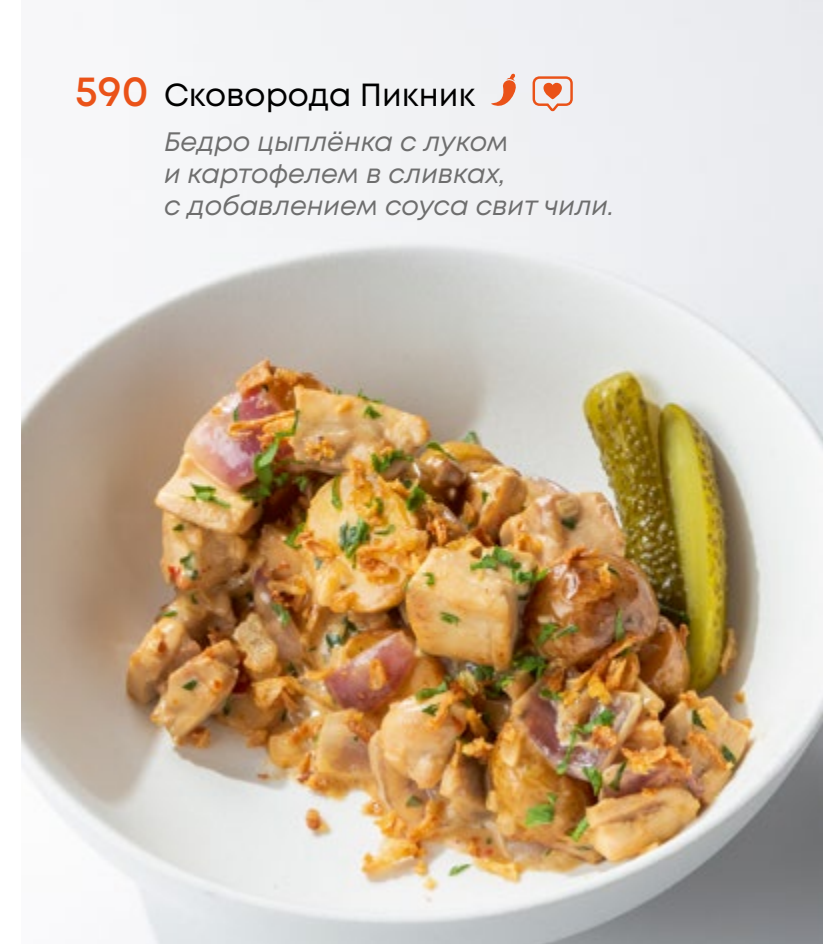 590 Сковорода Пикник
Бедро цыплёнка с луком
и картофелем в сливках,
с добавлением соуса свит чили.